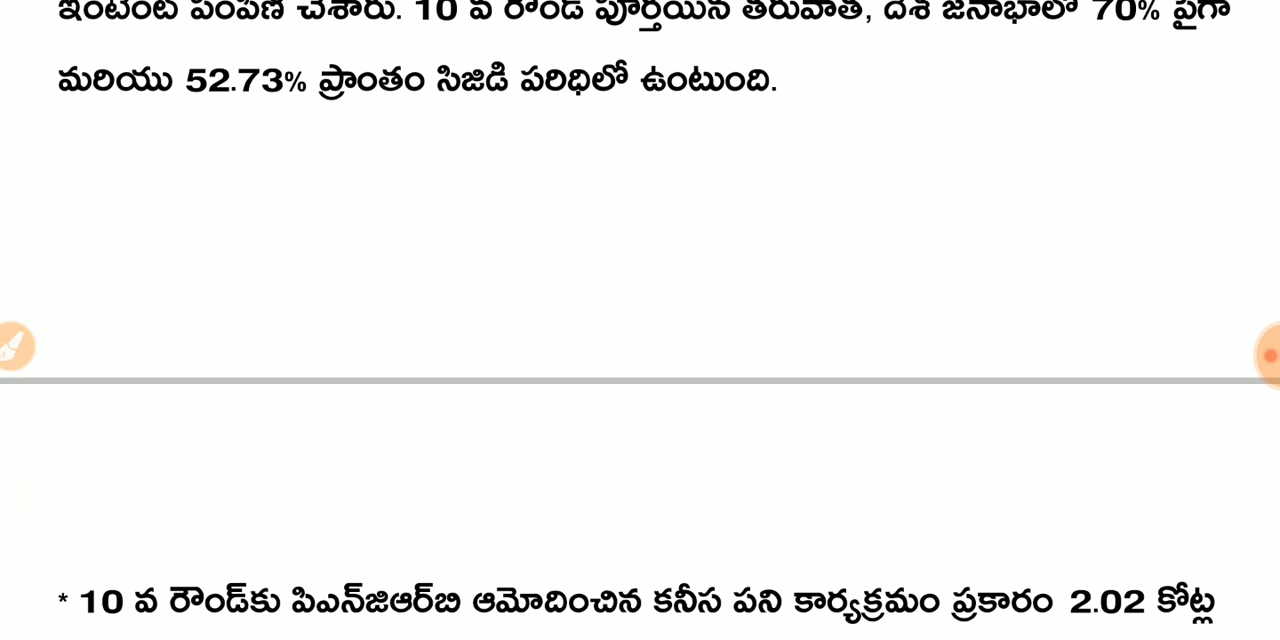 ఇంటెంట్ పంపిణీ చేశారు. 10 వ రౌండ్ పూర్తయిన తరువాత, దేశ జనాభాలో 70% పైగా
మరియు 52.73% ప్రాంతం సిజిడి పరిధిలో ఉంటుంది.
* 10 వ రౌండ్‌కు పిఎన్‌జిఆర్‌బి ఆమోదించిన కనీస పని కార్యక్రమం ప్రకారం 2.02 కోట్ల